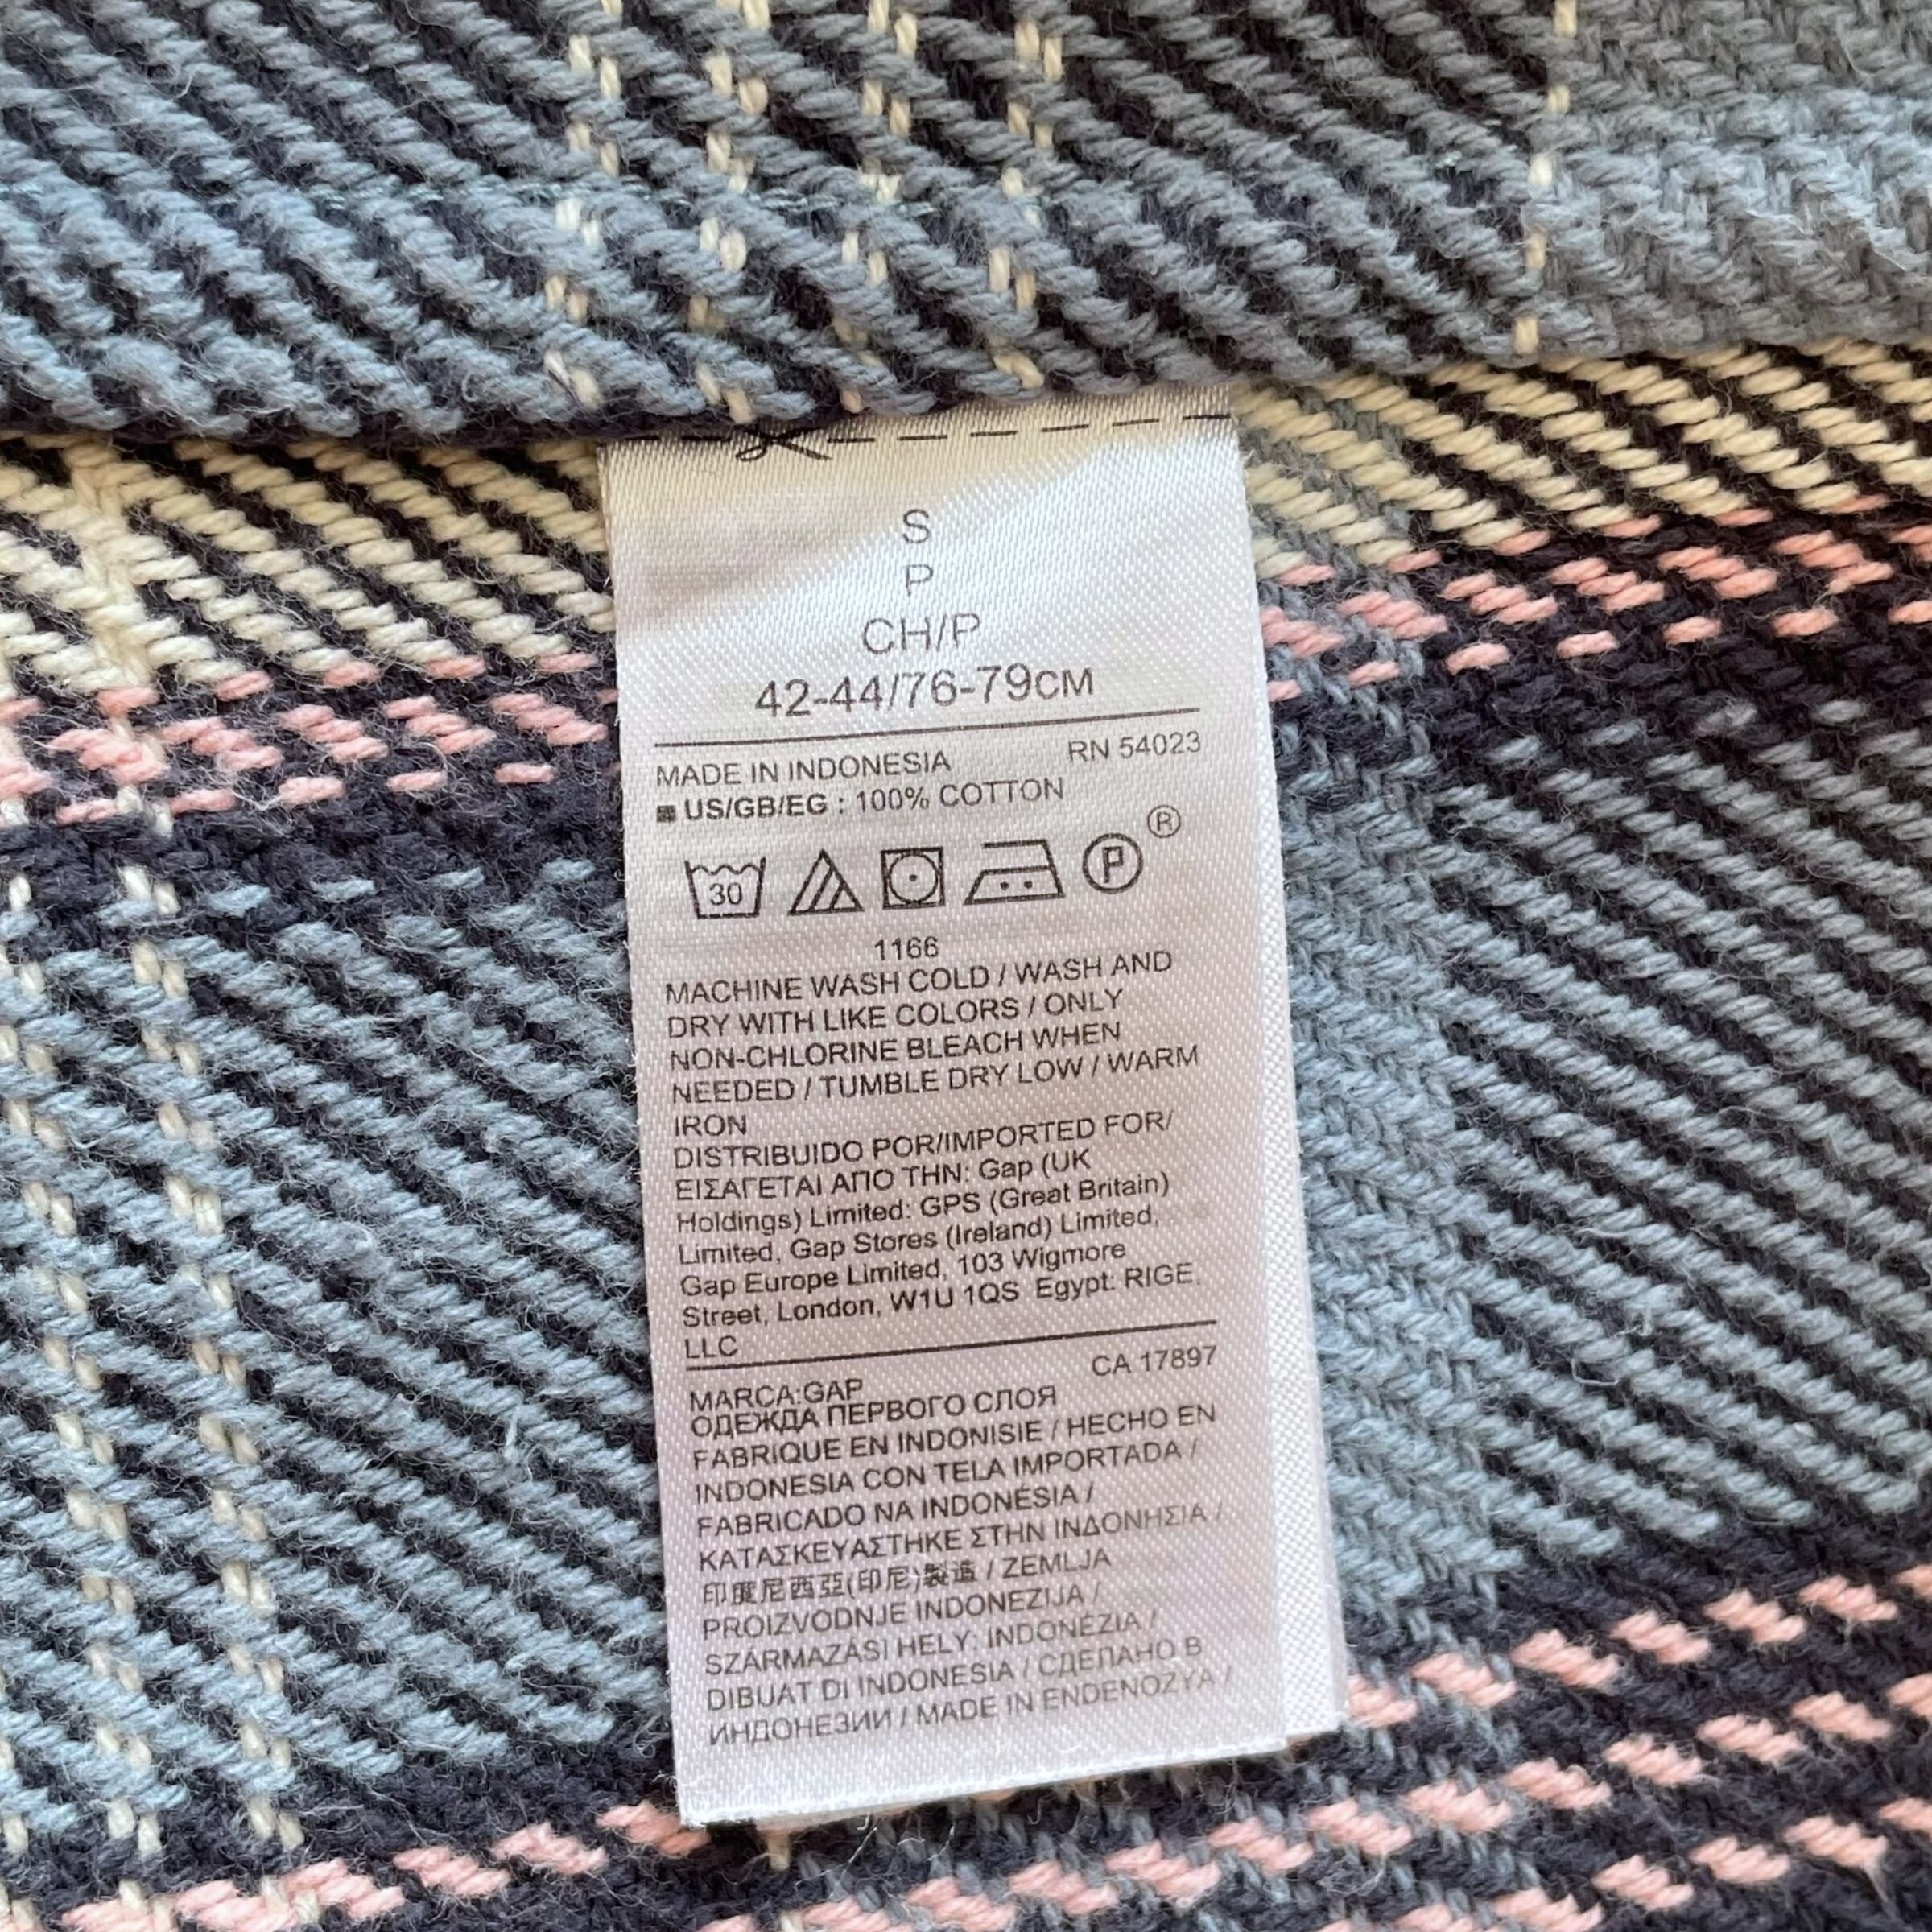 S
P
CH/P
42-44/76-79CM
MADE IN INDONESIA RN 54023
US/GB/EG : 100% COTTON
®
30 P
1166
MACHINE WASH COLD / WASH AND
DRY WITH LIKE COLORS / ONLY
NON-CHLORINE BLEACH WHEN
NEEDED / TUMBLE DRY LOW / WARM
IRON
DISTRIBUIDO POR/IMPORTED FOR/
ΕΙΣΑΓΕΤΑΙ ΑΠΟ ΤΗΝ: Gap (UK
Holdings) Limited: GPS (Great Britain)
Limited, Gap Stores (Ireland) Limited,
Gap Europe Limited, 103 Wigmore
Street, London, W1U 1QS Egypt: RIGE,
LLC
CA 17897
MARCA:GAP
ОДЕЖДА ПЕРВОГО СЛОЯ
FABRIQUE EN INDONISIE / HECHO EN
INDONESIA CON TELA IMPORTADA /
FABRICADO NA INDONÉSIA /
ΚΑΤΑΣΚΕΥΑΣΤΗΚΕ ΣΤΗΝ ΙΝΔΟΝΗΣΙΑ /
印度尼西亞(印尼)製造 / ZEMLJA
PROIZVODNJE INDONEZIJA /
SZÁRMAZÁSI HELY: INDONÉZIA /
DIBUAT DI INDONESIA / СДЕЛАНО В
ИНДОНЕЗИИ / MADE IN ENDENOZYA /